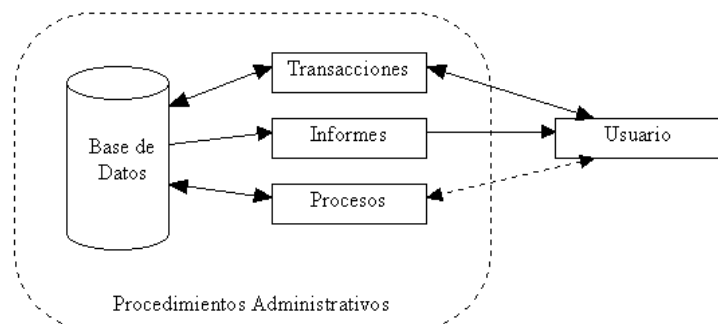 Transacciones
Base de
Datos
Informes
Usuario
Procesos
Procedimientos Administrativos